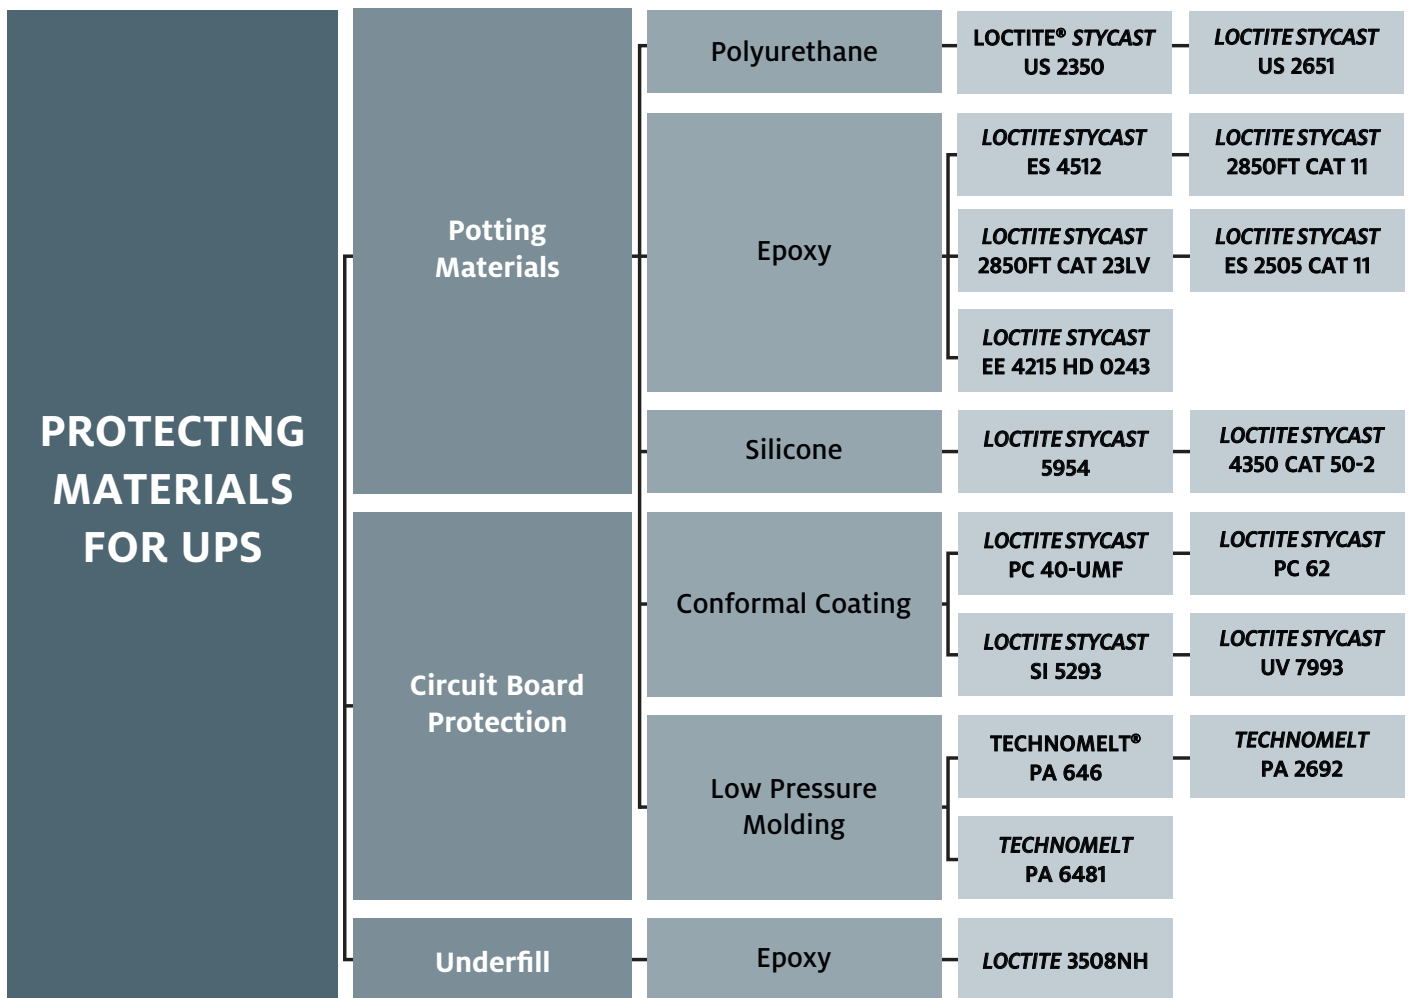 PROTECTING
MATERIALS
FOR UPS
Potting
Materials
Polyurethane
LOCTITE® STYCAST
US 2350
LOCTITE STYCAST
US 2651
Epoxy
LOCTITE STYCAST
ES 4512
LOCTITE STYCAST
2850FT CAT 11
LOCTITE STYCAST
2850FT CAT 23LV
LOCTITE STYCAST
ES 2505 CAT 11
LOCTITE STYCAST
EE 4215 HD 0243
Silicone
LOCTITE STYCAST
5954
LOCTITE STYCAST
4350 CAT 50-2
Circuit Board
Protection
Conformal Coating
LOCTITE STYCAST
PC 40-UMF
LOCTITE STYCAST
PC 62
LOCTITE STYCAST
SI 5293
LOCTITE STYCAST
UV 7993
Low Pressure
Molding
TECHNOMELT®
PA 646
TECHNOMELT
PA 2692
TECHNOMELT
PA 6481
Underfill
Epoxy
LOCTITE 3508NH